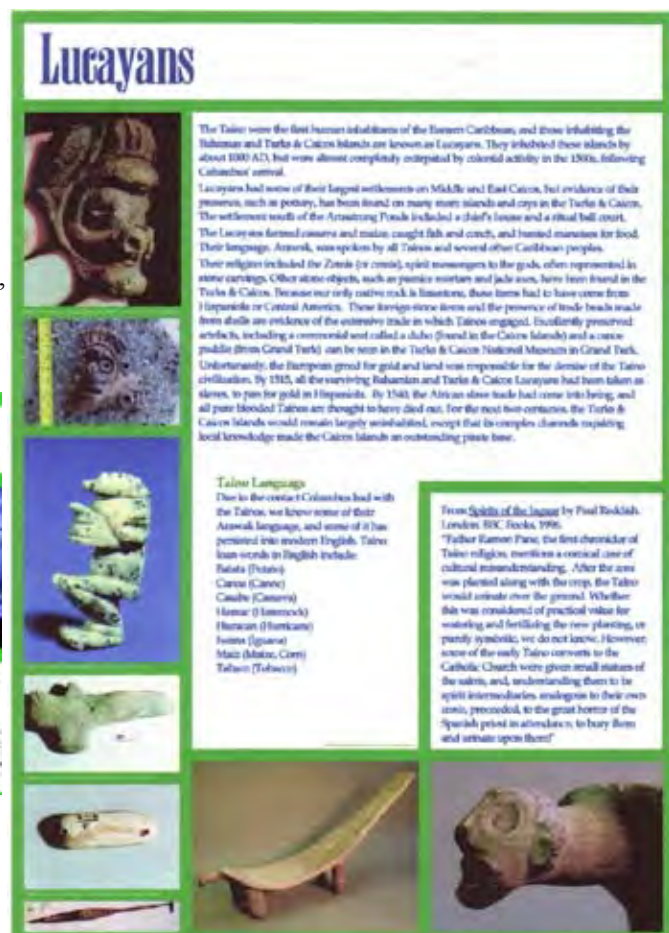 Lucayans
The Taino were the first human inhabitants of the Eastern Caribbean, and those inhabiting the
Bahamas and Turks & Caicos Islands are known as Lucayans. They inhabited these islands by
about 1000 AD, but were almost completely extirpated by colonial activity in the 1500s, following
Columbus' arrival.
Lucayans had some of their largest settlements on Middle and East Caicos, but evidence of their
presence, such as pottery, has been found on many more islands and cays in the Turks & Caicos.
The settlement south of the Armstrong Ponds included a chief's house and a ritual ball court.
The Lucayans farmed cassava and maize, caught fish and conch, and hunted manatees for food.
Their language, Arawak, was spoken by all Tainos and several other Caribbean peoples.
Their religion included the Zemis (or cemis), spirit messengers to the gods, often represented in
stone carvings. Other stone objects, such as pumice mortars and jade axes, have been found in the
Turks & Caicos. Because our only native rock is limestone, these items had to have come from
Hispaniola or Central America. These foreign stone items and the presence of trade beads made
from shells are evidence of the extensive trade in which Tainos engaged. Excellently preserved
artefacts, including a ceremonial seat called a duho (found in the Caicos Islands) and a canoe
paddle (from Grand Turk) can be seen in the Turks & Caicos National Museum in Grand Turk.
Unfortunately, the European greed for gold and land was responsible for the demise of the Taino
civilization. By 1515, all the surviving Bahamian and Turks & Caicos Lucayans had been taken as
slaves, to pan for gold in Hispaniola. By 1540, the African slave trade had come into being, and
all pure blooded Tainos are thought to have died out. For the next two centuries, the Turks &
Caicos Islands would remain largely uninhabited, except that its complex channels requiring
local knowledge made the Caicos Islands an outstanding pirate base.
Taino Language
Due to the contact Columbus had with
the Tainos, we know some of their
Arawak language, and some of it has
persisted into modern English. Taino
loan words in English include:
Batata (Potato)
Canoa (Canoe)
Casabe (Cassava)
Hamac (Hammock)
Huracan (Hurricane)
Iwana (Iguana)
Maiz (Maize, Corn)
Tabaco (Tobacco)
From Spirits of the Jaguar by Paul Reddish.
London: BBC Books, 1996.
"Father Ramon Pane, the first chronicler of
Taino religion, mentions a comical case of
cultural misunderstanding. After the
was planted along with the crop, the Taino
would urinate over the ground. Whether
this was considered of practical value for
watering and fertilizing the new planting, or
purely symbolic, we do not know. However,
some of the early Taino converts to the
Catholic Church were given small statues of
the saints, and, understanding them to be
spirit intermediaries analogous to their own
proceeded, to the great horror of the
Spanish priest in attendance, to bury them
and urinate upon them!"